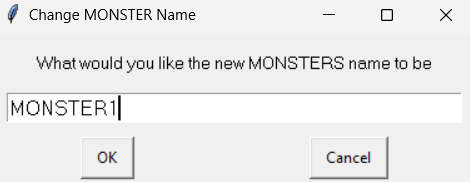 Change MONSTER Name
What would you like the new MONSTERS name to be
MONSTER1
OK
Cancel